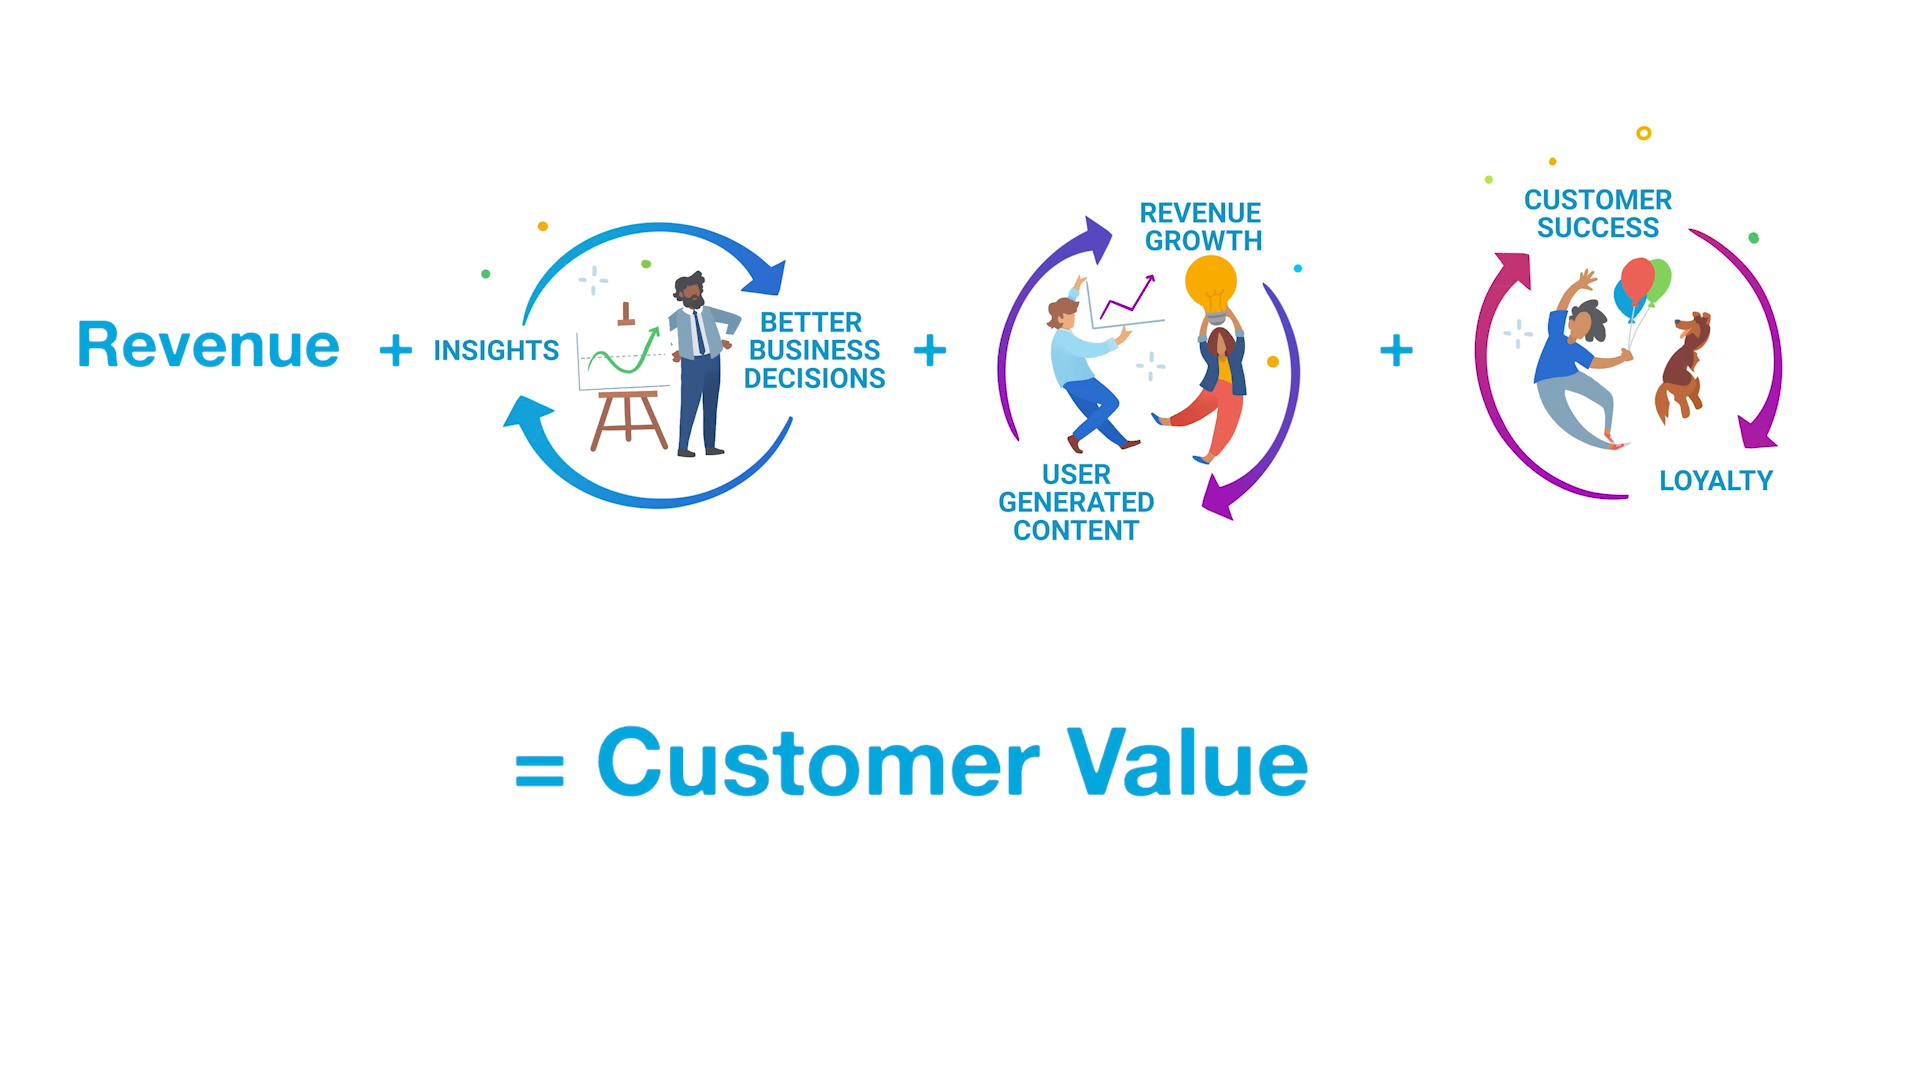 Revenue + INSIGHTS
BETTER
BUSINESS
DECISIONS
+
REVENUE
GROWTH
USER
GENERATED
CONTENT
+
CUSTOMER
SUCCESS
LOYALTY
= Customer Value